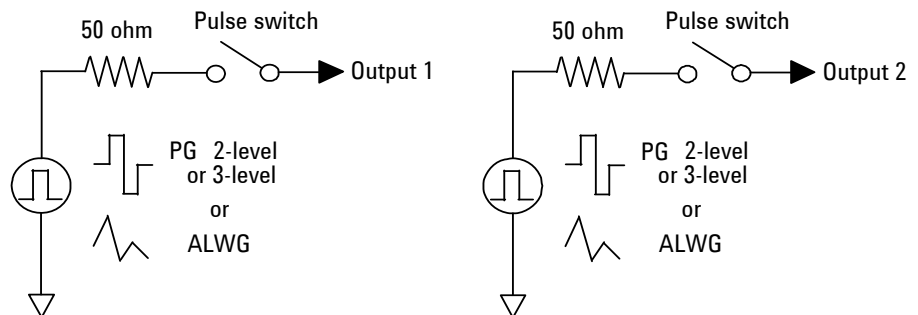 50 ohm
Pulse switch
Output 1
PG 2-level
or 3-level
or
ALWG
50 ohm
Pulse switch
Output 2
PG 2-level
or 3-level
or
ALWG